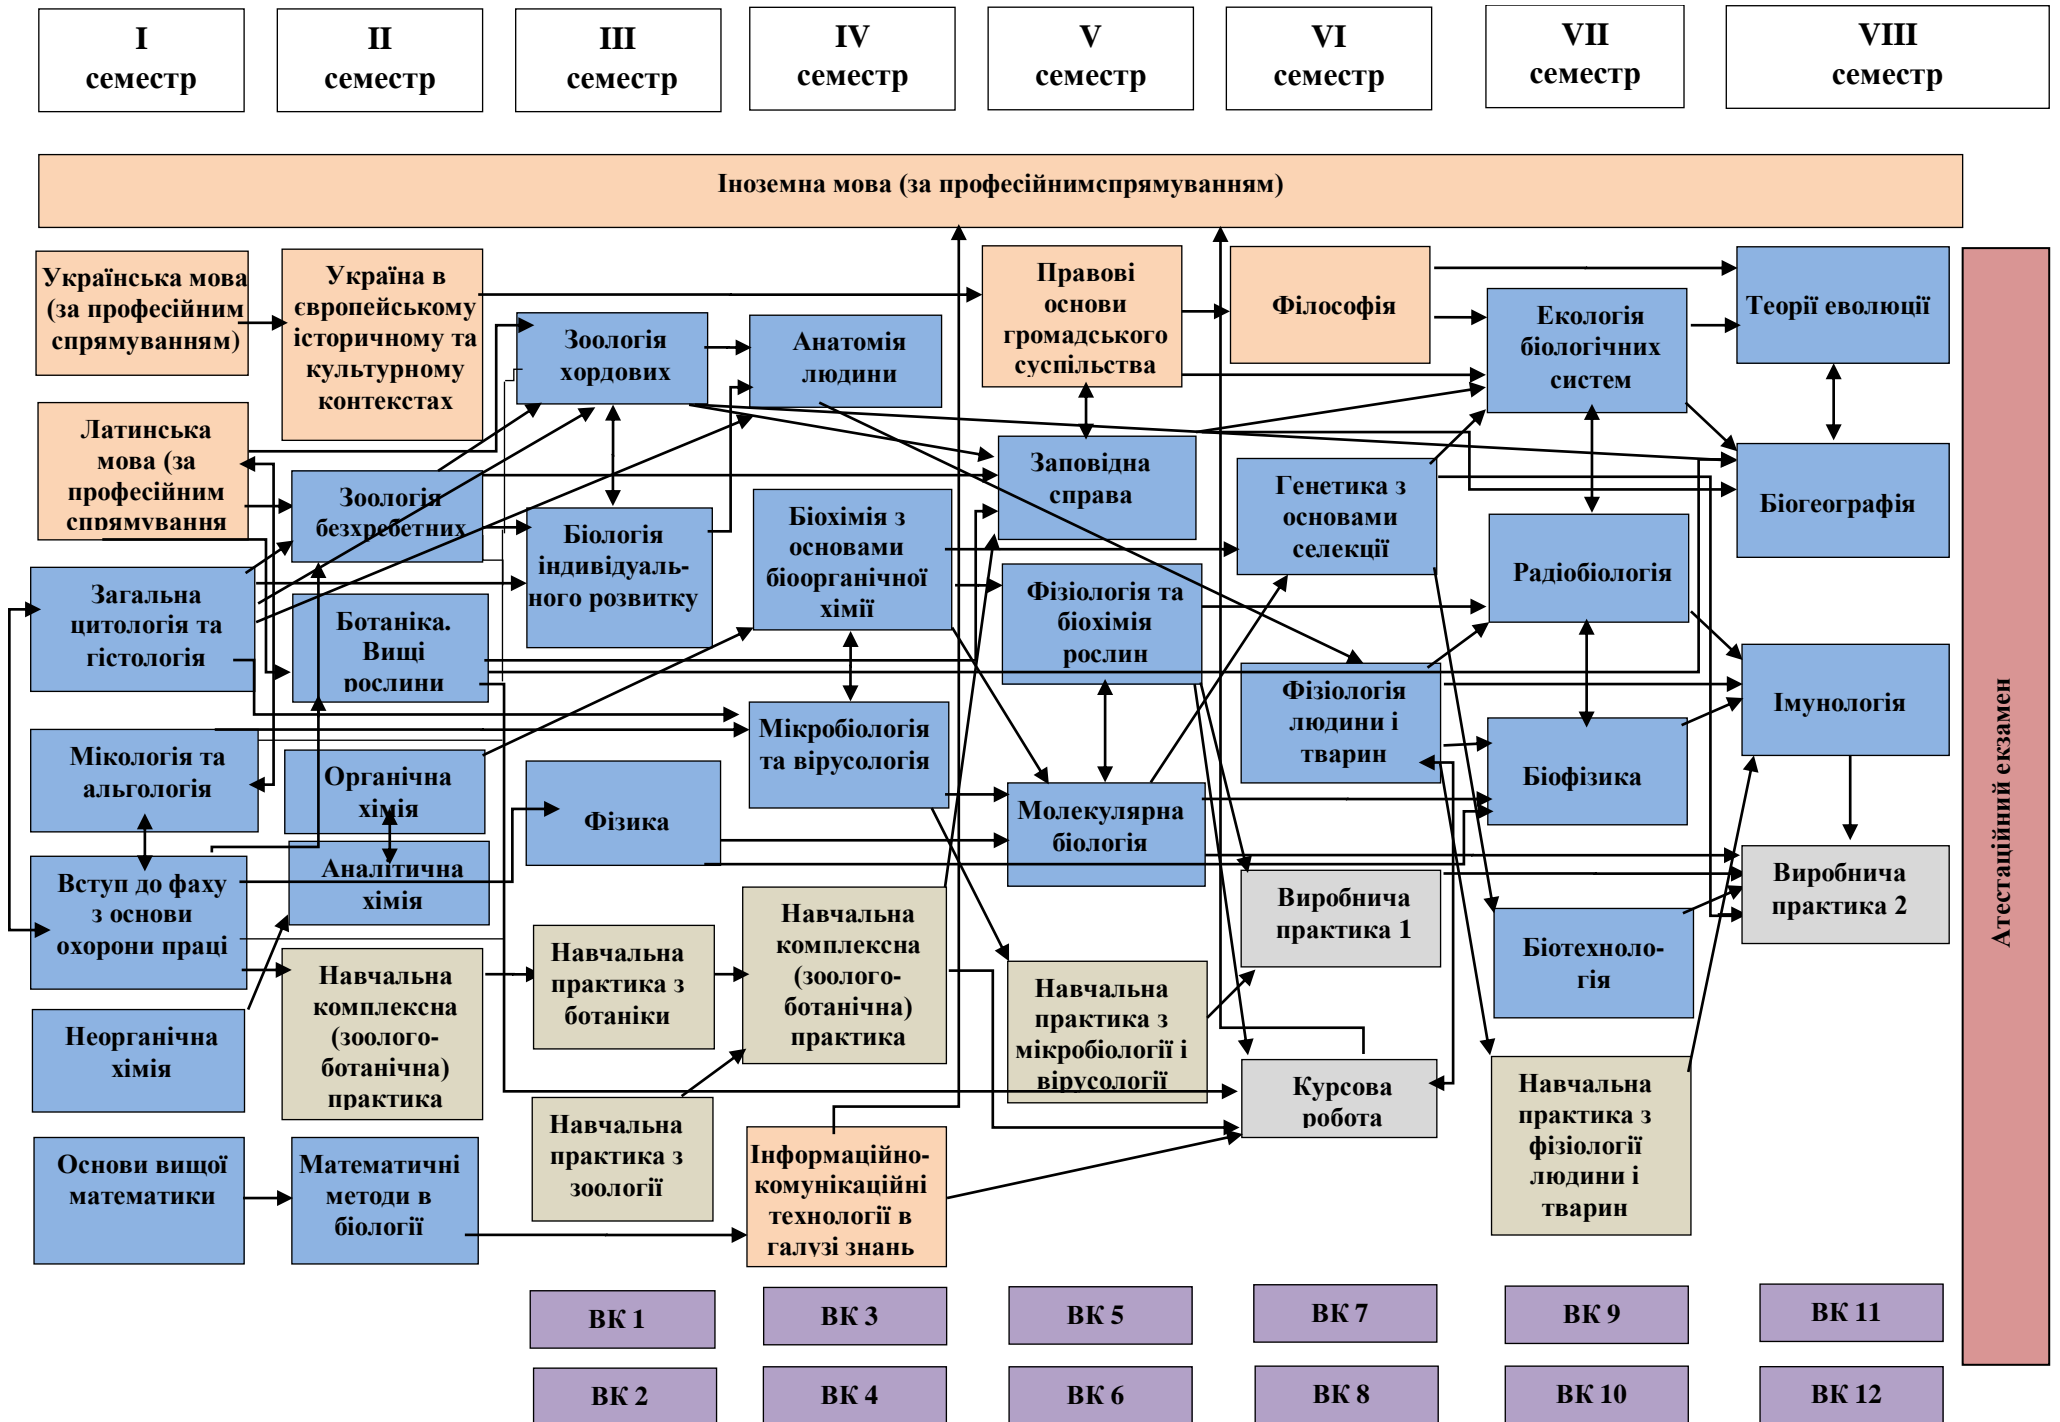 I
семестр
II
семестр
III
семестр
IV
семестр
V
семестр
VI
семестр
VII
семестр
VIII
семестр
Іноземна мова (за професійнимспрямуванням)
Українська мова
(за професійним
спрямуванням)
Латинська
мова (за
професійним
спрямування
Загальна
цитологія та
гістологія
Мікологія та
альгологія
Вступ до фаху
з основи
охорони праці
Неорганічна
хімія
Основи вищої
математики
Україна в
європейському
історичному та
культурному
контекстах
Зоологія
безхребетних
Ботаніка.
Вищі
рослини
Органічна
хімія
Аналітична
хімія
Навчальна
комплексна
(зоолого-
ботанічна)
практика
Математичні
методи в
біології
Зоологія
хордових
Біологія
індивідуаль-
ного розвитку
Фізика
Навчальна
практика з
ботаніки
Навчальна
практика з
зоології
ВК 1
ВК 2
Анатомія
людини
Біохімія з
основами
біоорганічної
хімії
Мікробіологія
та вірусологія
Навчальна
комплексна
(зоолого-
ботанічна)
практика
Інформаційно-
комунікаційні
технології в
галузі знань
ВК 3
ВК 4
Правові
основи
громадського
суспільства
Заповідна
справа
Фізіологія та
біохімія
рослин
Молекулярна
біологія
Навчальна
практика з
мікробіології і
вірусології
ВК 5
ВК 6
Філософія
Генетика з
основами
селекції
Фізіологія
людини і
тварин
Виробнича
практика 1
Курсова
робота
ВК 7
ВК 8
Екологія
біологічних
систем
Радіобіологія
Біофізика
Біотехноло-
гія
Навчальна
практика з
фізіології
людини і
тварин
ВК 9
ВК 10
Теорії еволюції
Біогеографія
Імунологія
Виробнича
практика 2
ВК 11
ВК 12
Атестаційний екзамен